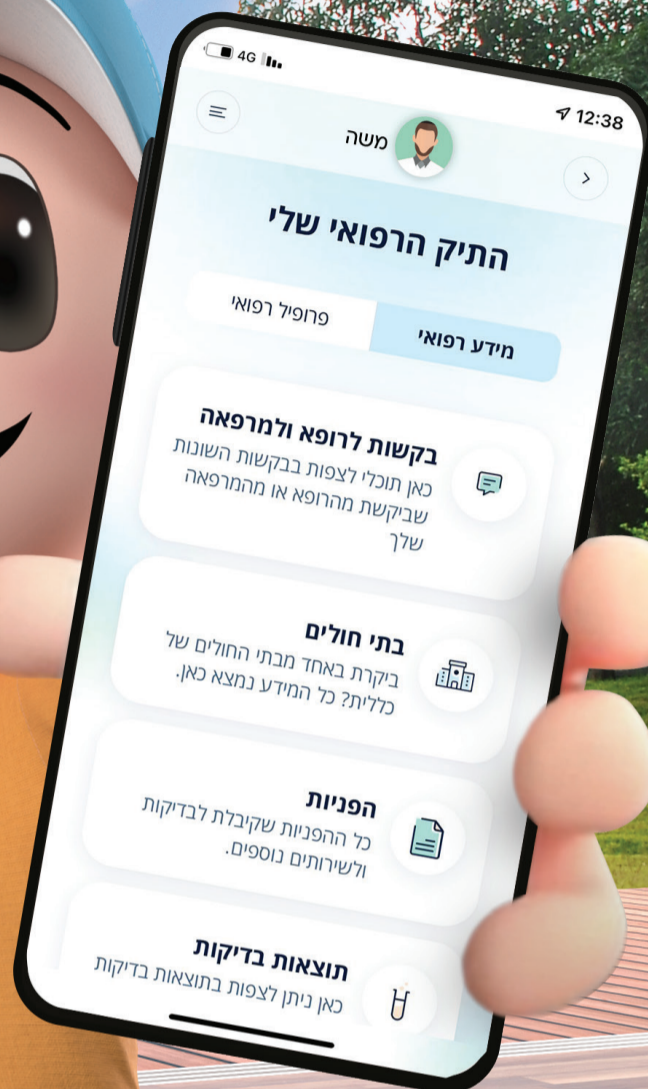 12:38
4G
משה
התיק הרפואי שלי
מידע רפואי
פרופיל רפואי
בקשות לרופא ולמרפאה
כאן תוכלי לצפות בבקשות השונות
שביקשת מהרופא או מהמרפאה
שלך
בתי חולים
ביקרת באחד מבתי החולים של
כללית? כל המידע נמצא כאן.
הפניות
כל ההפניות שקיבלת לבדיקות
ולשירותים נוספים.
תוצאות בדיקות
כאן ניתן לצפות בתוצאות בדיקות